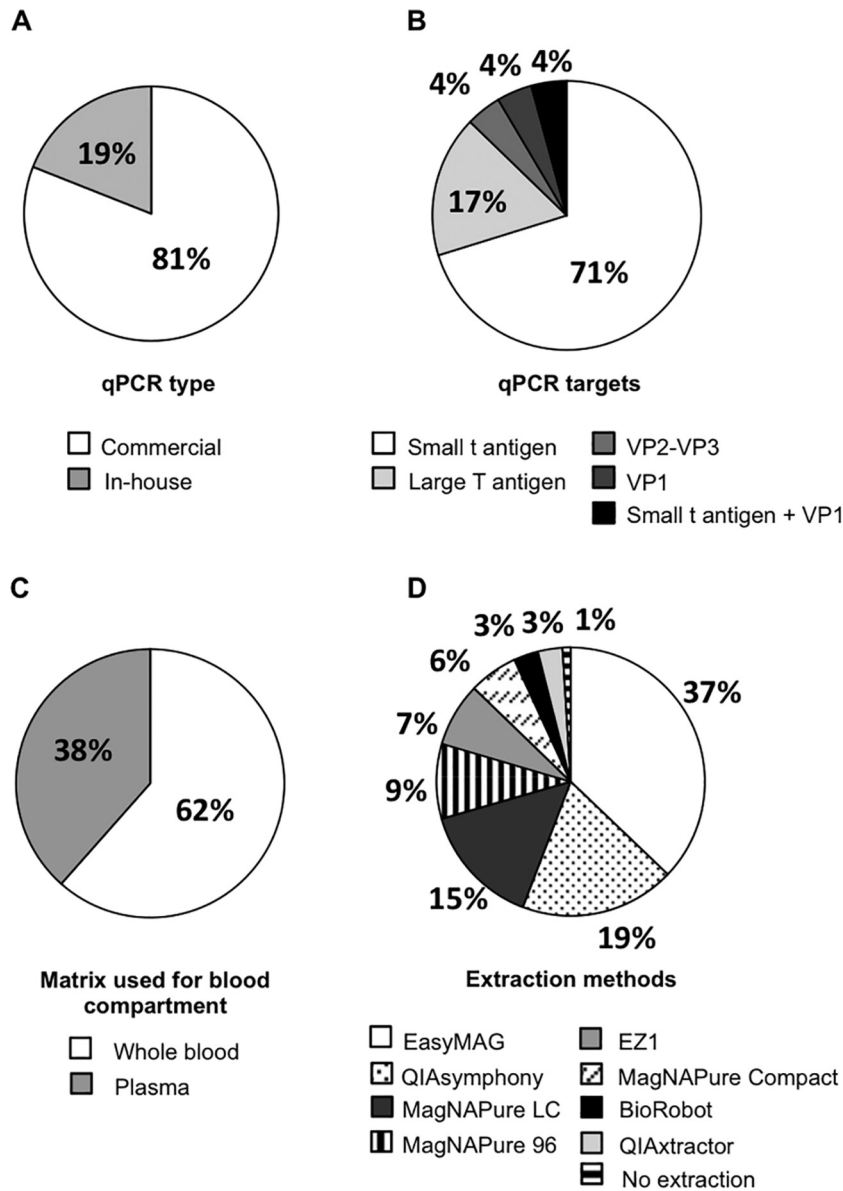 A
19%
81%
qPCR type
Commercial
In-house
B
4% 4% 4%
17%
71%
qPCR targets
Small t antigen
Large T antigen
VP2-VP3
VP1
Small t antigen + VP1
C
38%
62%
Matrix used for blood
compartment
Whole blood
Plasma
D
3% 3% 1%
6%
37%
7%
9%
15%
19%
Extraction methods
EasyMAG
QIAsymphony
MagNAPure LC
MagNAPure 96
EZ1
MagNAPure Compact
BioRobot
QIAxtractor
No extraction